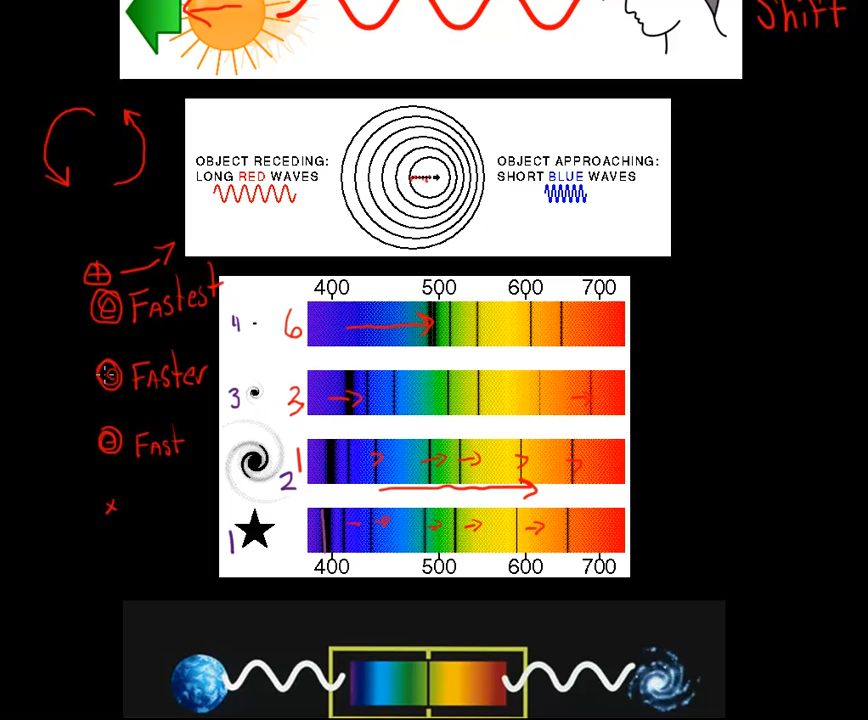 Shift
OBJECT RECEDING:
LONG RED WAVES
OBJECT APPROACHING:
SHORT BLUE WAVES
FASTEST
FASTER
FAST
400 500 600 700
4 6
3 3
1
2
1
400 500 600 700